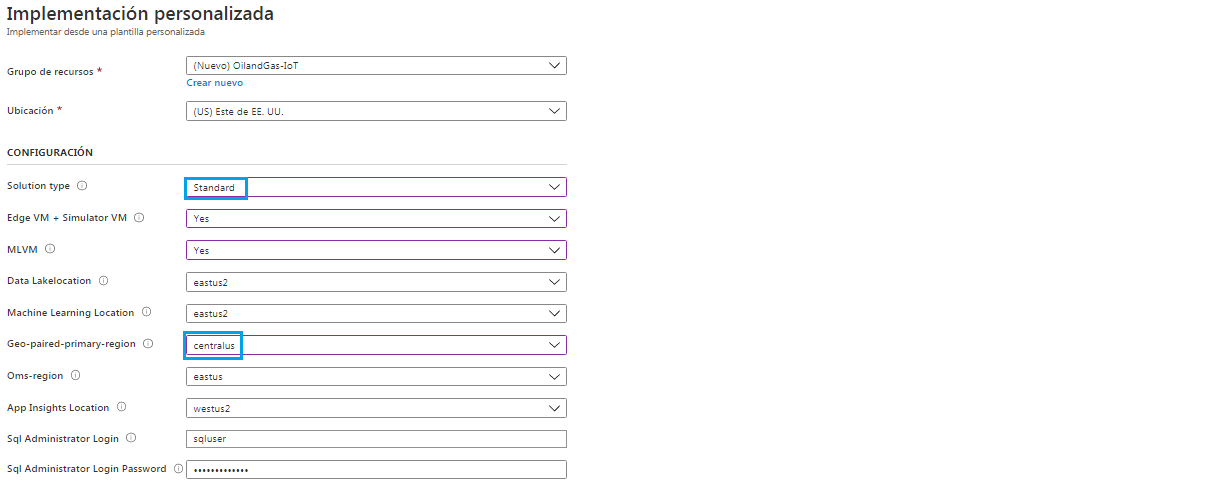 Implementación personalizada
Implementar desde una plantilla personalizada
Grupo de recursos *
(Nuevo) OilandGas-IoT
Crear nuevo
Ubicación *
(US) Este de EE. UU.
CONFIGURACIÓN
Solution type
Standard
Edge VM + Simulator VM
Yes
MLVM
Yes
Data Lakelocation
eastus2
Machine Learning Location
eastus2
Geo-paired-primary-region
centralus
Oms-region
eastus
App Insights Location
westus2
Sql Administrator Login
sqluser
Sql Administrator Login Password
•••••••••••••